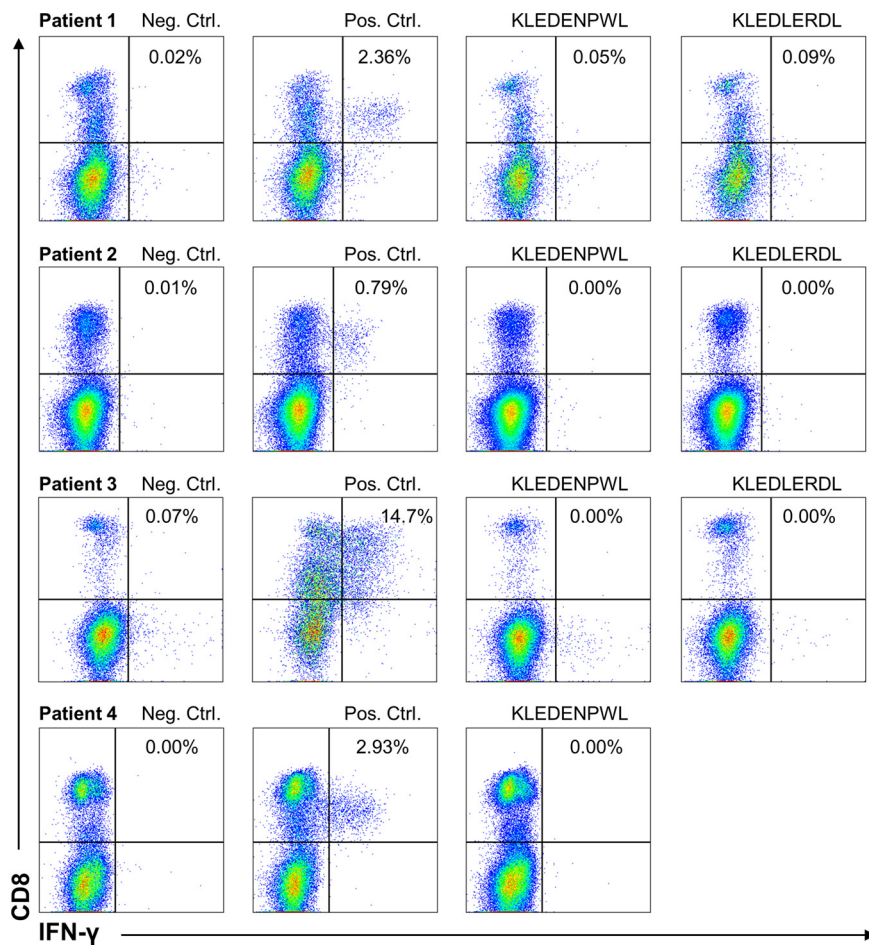 Patient 1 Neg. Ctrl. Pos. Ctrl. KLEDENPWL KLEDLERDL
0.02% 2.36% 0.05% 0.09%
Patient 2 Neg. Ctrl. Pos. Ctrl. KLEDENPWL KLEDLERDL
0.01% 0.79% 0.00% 0.00%
Patient 3 Neg. Ctrl. Pos. Ctrl. KLEDENPWL KLEDLERDL
0.07% 14.7% 0.00% 0.00%
Patient 4 Neg. Ctrl. Pos. Ctrl. KLEDENPWL
0.00% 2.93% 0.00%
CD8
IFN-γ